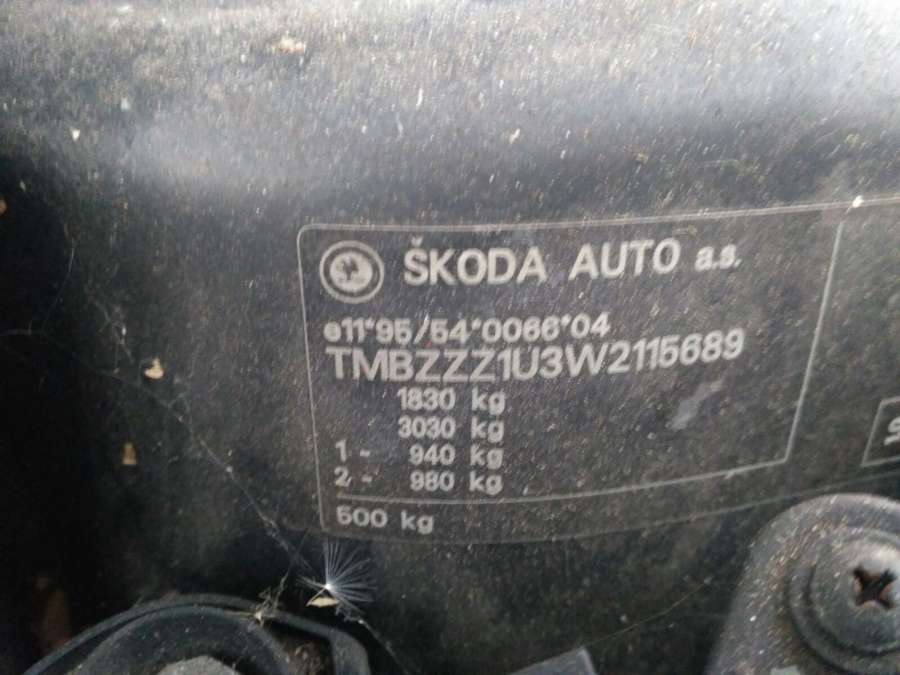 ŠKODA AUTO a.s.
e11*95/54*0066*04
TMBZZZ1U3W2115689
1830 kg
3030 kg
1 - 940 kg
2 - 980 kg
500 kg